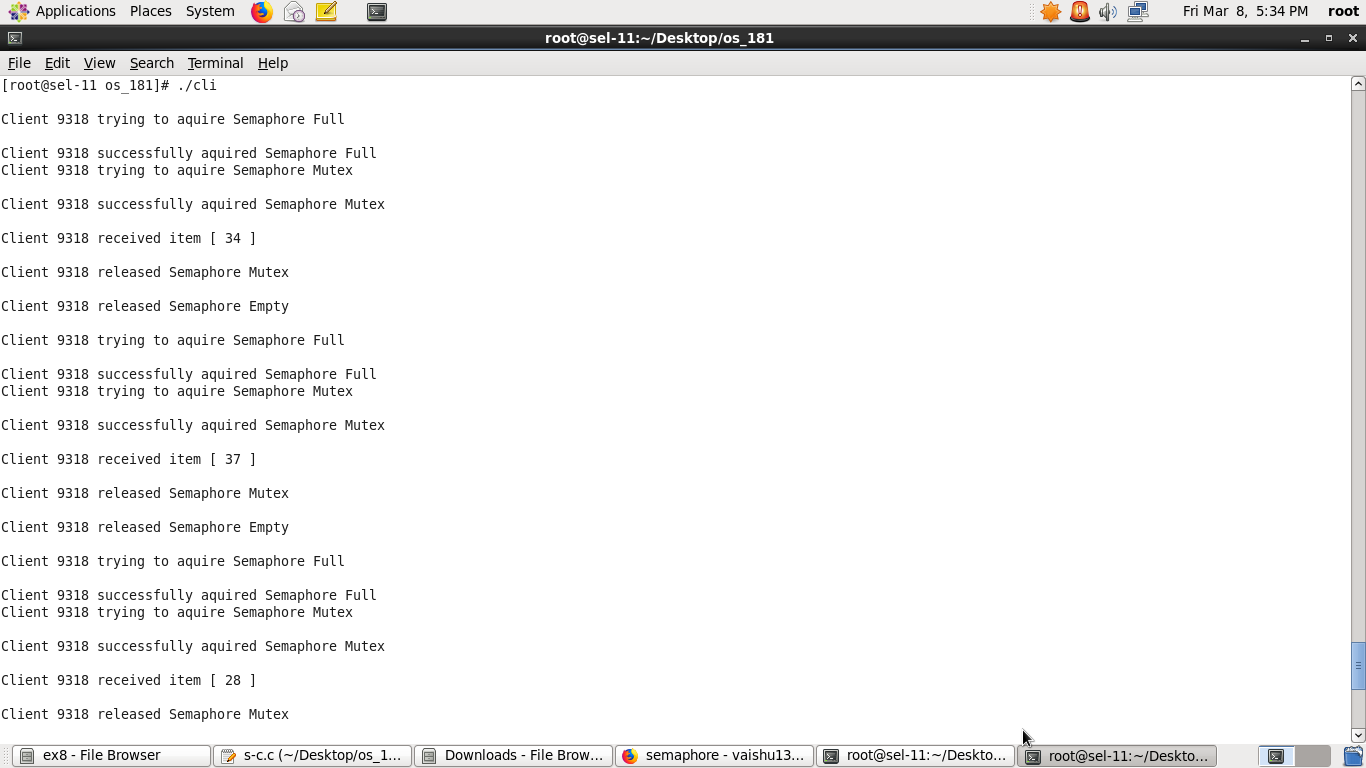 Applications Places System Fri Mar 8, 5:34 PM root
root@sel-11:~/Desktop/os_181
File Edit View Search Terminal Help
[root@sel-11 os_181]# ./cli
Client 9318 trying to aquire Semaphore Full
Client 9318 successfully aquired Semaphore Full
Client 9318 trying to aquire Semaphore Mutex
Client 9318 successfully aquired Semaphore Mutex
Client 9318 received item [ 34 ]
Client 9318 released Semaphore Mutex
Client 9318 released Semaphore Empty
Client 9318 trying to aquire Semaphore Full
Client 9318 successfully aquired Semaphore Full
Client 9318 trying to aquire Semaphore Mutex
Client 9318 successfully aquired Semaphore Mutex
Client 9318 received item [ 37 ]
Client 9318 released Semaphore Mutex
Client 9318 released Semaphore Empty
Client 9318 trying to aquire Semaphore Full
Client 9318 successfully aquired Semaphore Full
Client 9318 trying to aquire Semaphore Mutex
Client 9318 successfully aquired Semaphore Mutex
Client 9318 received item [ 28 ]
Client 9318 released Semaphore Mutex
ex8 - File Browser s-c.c (~/Desktop/os_1... Downloads - File Brow... semaphore - vaishu13... root@sel-11:~/Deskto... root@sel-11:~/Deskto...